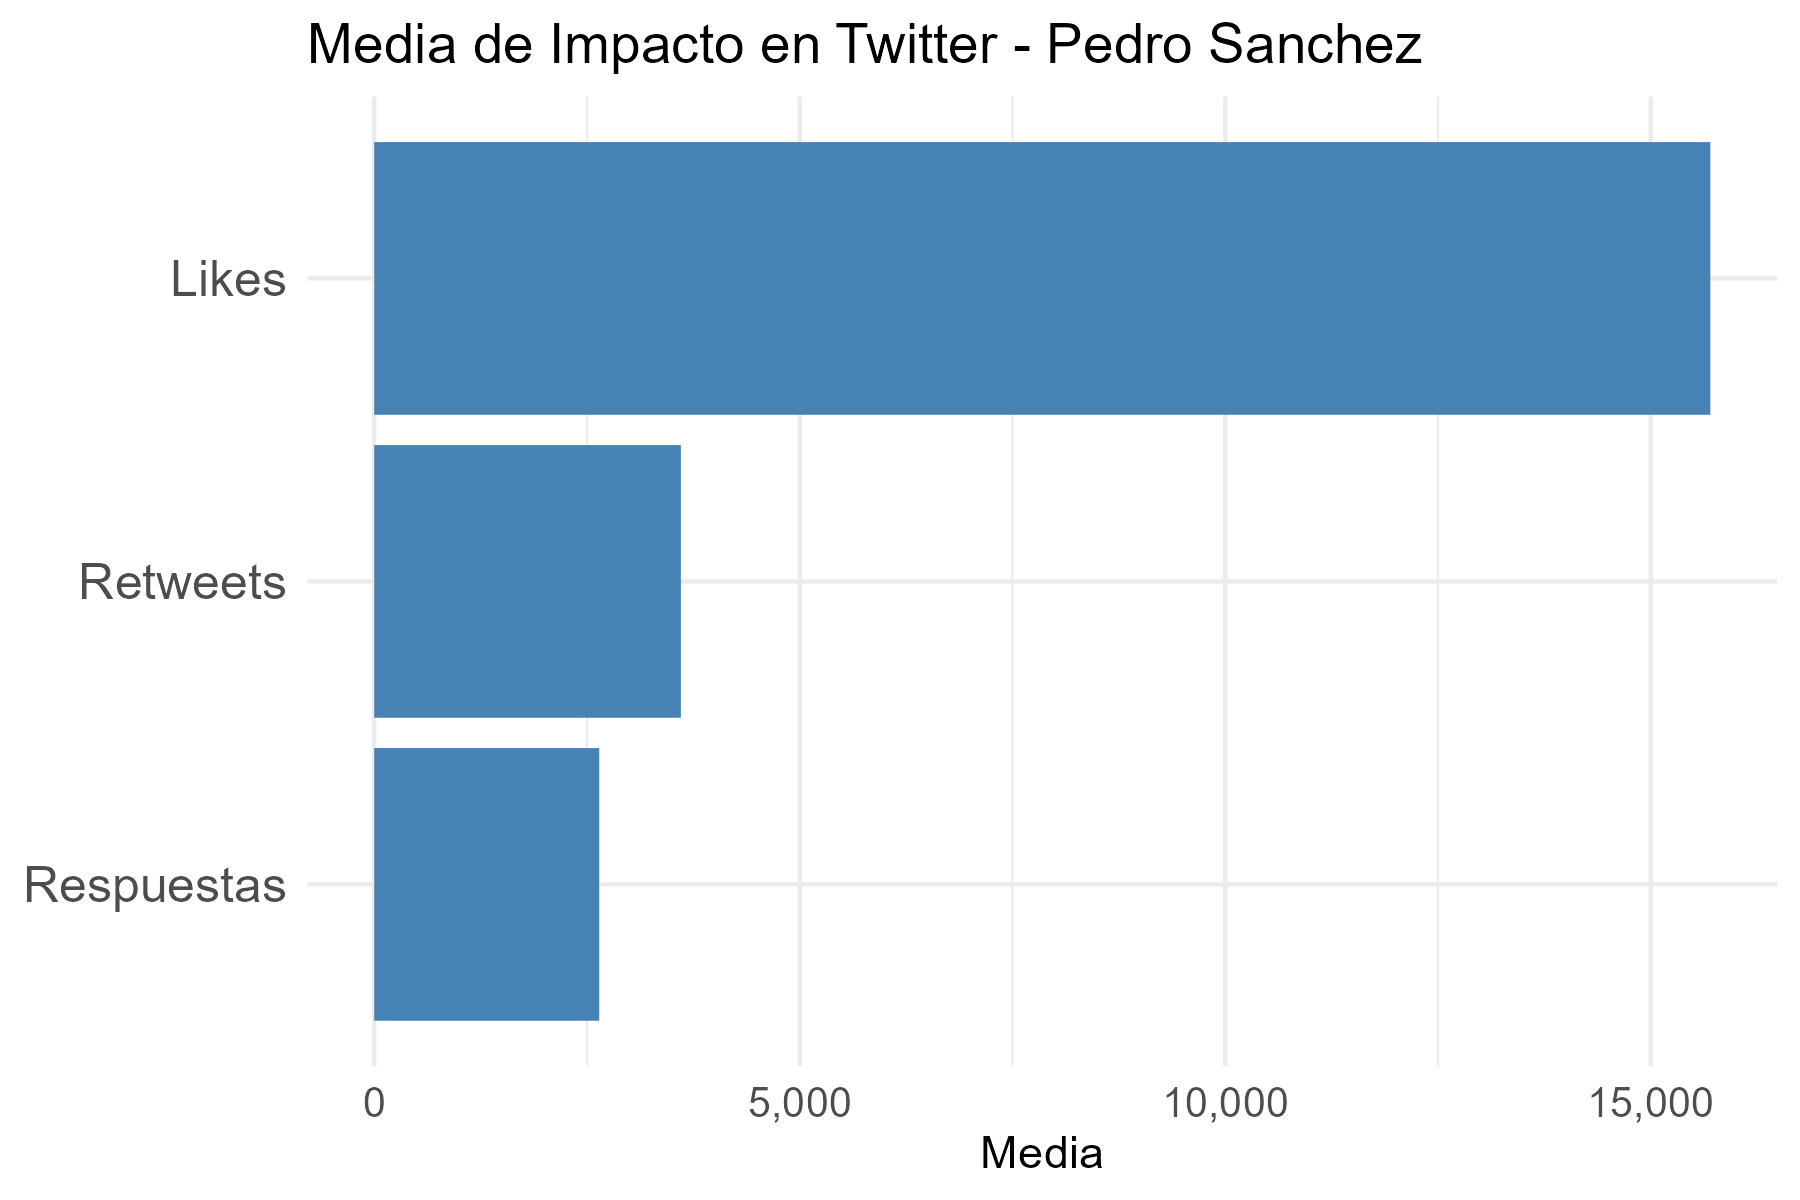 Media de Impacto en Twitter - Pedro Sanchez
Likes
Retweets
Respuestas
0 5,000 10,000 15,000
Media